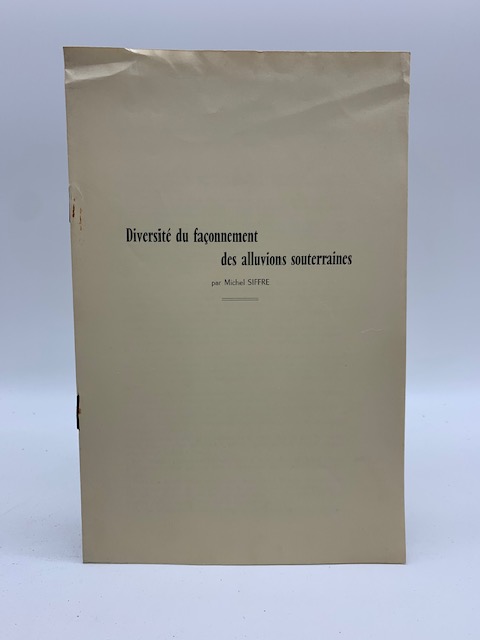 Diversité du façonnement
des alluvions souterraines
par Michel SIFFRE